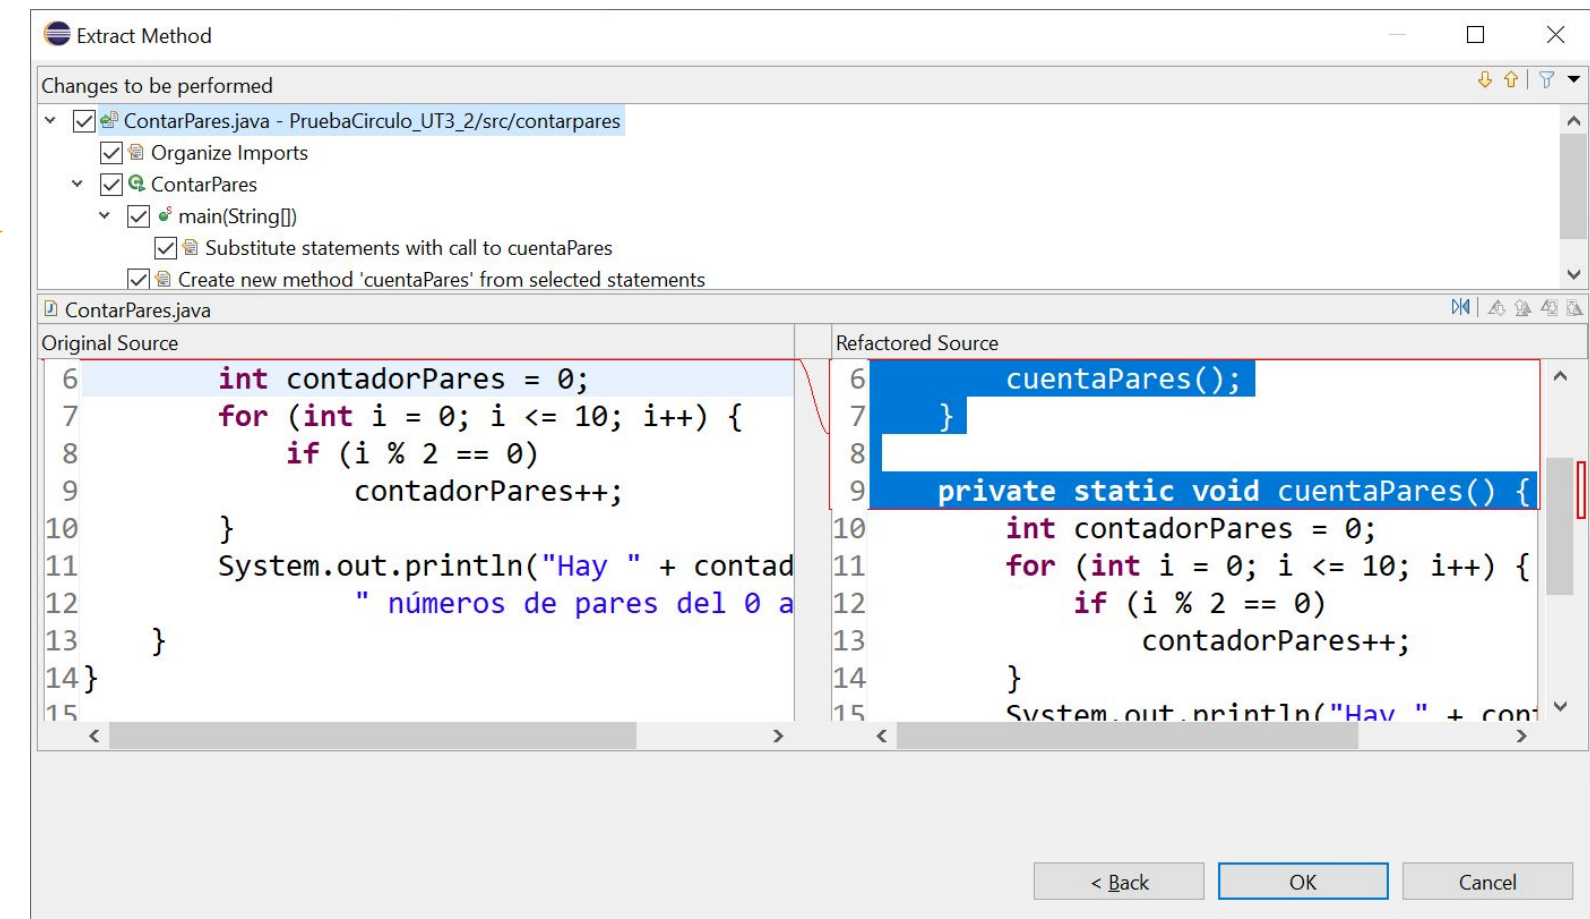 Extract Method
Changes to be performed
ContarPares.java - PruebaCirculo_UT3_2/src/contarpares
Organize Imports
ContarPares
main(String[])
Substitute statements with call to cuentaPares
Create new method 'cuentaPares' from selected statements
ContarPares.java
Original Source
6 int contadorPares = 0;
7 for (int i = 0; i <= 10; i++) {
8 if (i % 2 == 0)
9 contadorPares++;
10 }
11 System.out.println("Hay " + contad
12 " números de pares del 0 a
13 }
14 }
15
Refactored Source
6 cuentaPares();
7 }
8
9 private static void cuentaPares() {
10 int contadorPares = 0;
11 for (int i = 0; i <= 10; i++) {
12 if (i % 2 == 0)
13 contadorPares++;
14 }
15 System.out.println("Hay " + cont
< Back
OK
Cancel